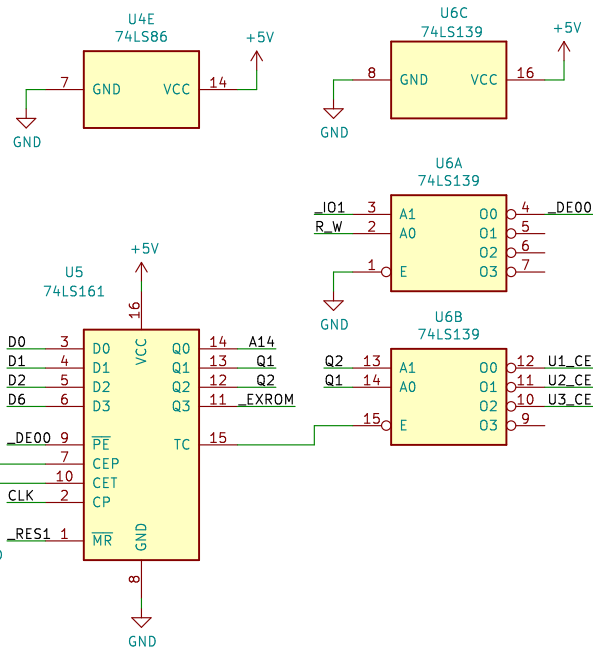 U4E
74LS86
+5V
7 GND VCC 14
GND
U6C
74LS139
+5V
8 GND VCC 16
GND
U6A
74LS139
_IO1 3 A1 O0 4 _DE00
R_W 2 A0 O1 5
O2 6
1 E O3 7
GND
+5V
U5
74LS161
16
VCC
D0 3 D0 Q0 14 A14
D1 4 D1 Q1 13 Q1
D2 5 D2 Q2 12 Q2
D6 6 D3 Q3 11 _EXROM
_DE00 9 PE TC 15
7 CEP
10 CET
CLK 2 CP
_RES1 1 MR
GND
8
GND
U6B
74LS139
Q2 13 A1 O0 12 U1_CE
Q1 14 A0 O1 11 U2_CE
O2 10 U3_CE
15 E O3 9